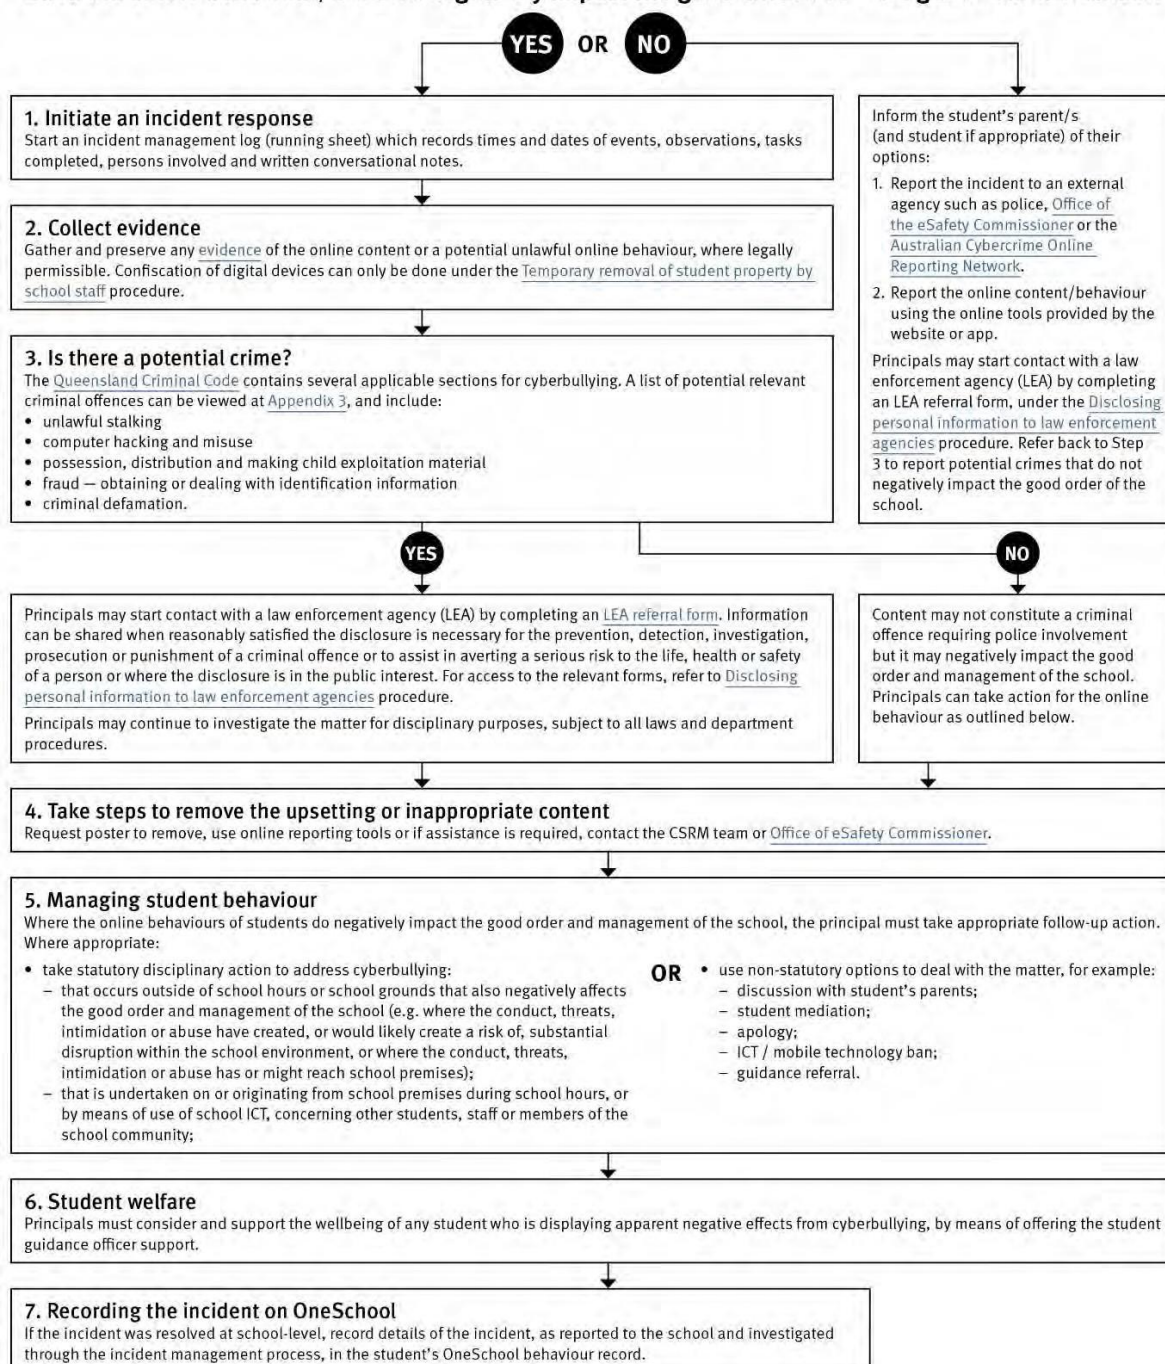 YES OR NO
1. Initiate an incident response
Start an incident management log (running sheet) which records times and dates of events, observations, tasks
completed, persons involved and written conversational notes.
2. Collect evidence
Gather and preserve any evidence of the online content or a potential unlawful online behaviour, where legally
permissible. Confiscation of digital devices can only be done under the Temporary removal of student property by
school staff procedure.
3. Is there a potential crime?
The Queensland Criminal Code contains several applicable sections for cyberbullying. A list of potential relevant
criminal offences can be viewed at Appendix 3, and include:
• unlawful stalking
• computer hacking and misuse
• possession, distribution and making child exploitation material
• fraud — obtaining or dealing with identification information
• criminal defamation.
Inform the student's parent/s
(and student if appropriate) of their
options:
1. Report the incident to an external
agency such as police, Office of
the eSafety Commissioner or the
Australian Cybercrime Online
Reporting Network.
2. Report the online content/behaviour
using the online tools provided by the
website or app.
Principals may start contact with a law
enforcement agency (LEA) by completing
an LEA referral form, under the Disclosing
personal information to law enforcement
agencies procedure. Refer back to Step
3 to report potential crimes that do not
negatively impact the good order of the
school.
YES
NO
Principals may start contact with a law enforcement agency (LEA) by completing an LEA referral form. Information
can be shared when reasonably satisfied the disclosure is necessary for the prevention, detection, investigation,
prosecution or punishment of a criminal offence or to assist in averting a serious risk to the life, health or safety
of a person or where the disclosure is in the public interest. For access to the relevant forms, refer to Disclosing
personal information to law enforcement agencies procedure.
Principals may continue to investigate the matter for disciplinary purposes, subject to all laws and department
procedures.
Content may not constitute a criminal
offence requiring police involvement
but it may negatively impact the good
order and management of the school.
Principals can take action for the online
behaviour as outlined below.
4. Take steps to remove the upsetting or inappropriate content
Request poster to remove, use online reporting tools or if assistance is required, contact the CSRM team or Office of eSafety Commissioner.
5. Managing student behaviour
Where the online behaviours of students do negatively impact the good order and management of the school, the principal must take appropriate follow-up action.
Where appropriate:
• take statutory disciplinary action to address cyberbullying:
– that occurs outside of school hours or school grounds that also negatively affects
the good order and management of the school (e.g. where the conduct, threats,
intimidation or abuse have created, or would likely create a risk of, substantial
disruption within the school environment, or where the conduct, threats,
intimidation or abuse has or might reach school premises);
– that is undertaken on or originating from school premises during school hours, or
by means of use of school ICT, concerning other students, staff or members of the
school community;
OR
• use non-statutory options to deal with the matter, for example:
– discussion with student's parents;
– student mediation;
– apology;
– ICT / mobile technology ban;
– guidance referral.
6. Student welfare
Principals must consider and support the wellbeing of any student who is displaying apparent negative effects from cyberbullying, by means of offering the student
guidance officer support.
7. Recording the incident on OneSchool
If the incident was resolved at school-level, record details of the incident, as reported to the school and investigated
through the incident management process, in the student's OneSchool behaviour record.